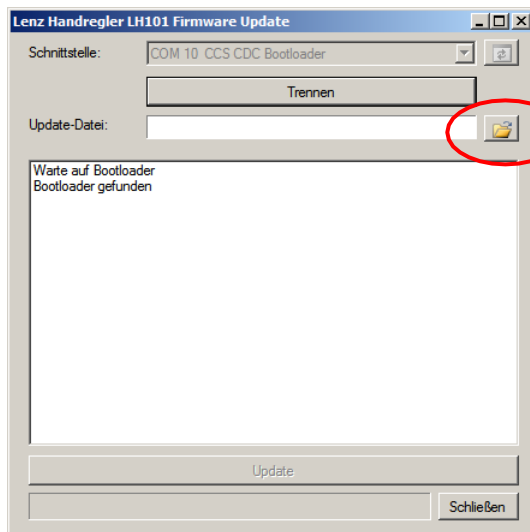 Lenz Handregler LH101 Firmware Update
Schnittstelle: COM 10 CCS CDC Bootloader
Trennen
Update-Datei:
Warte auf Bootloader
Bootloader gefunden
Update
Schließen